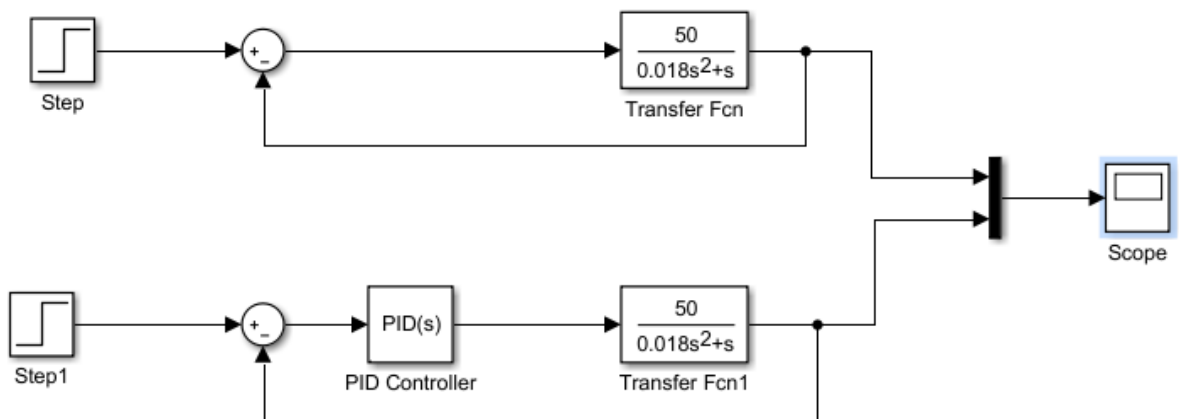 50
0.018s2+s
Step
Transfer Fcn
Scope
PID(s)
50
0.018s2+s
Step1
PID Controller
Transfer Fcn1